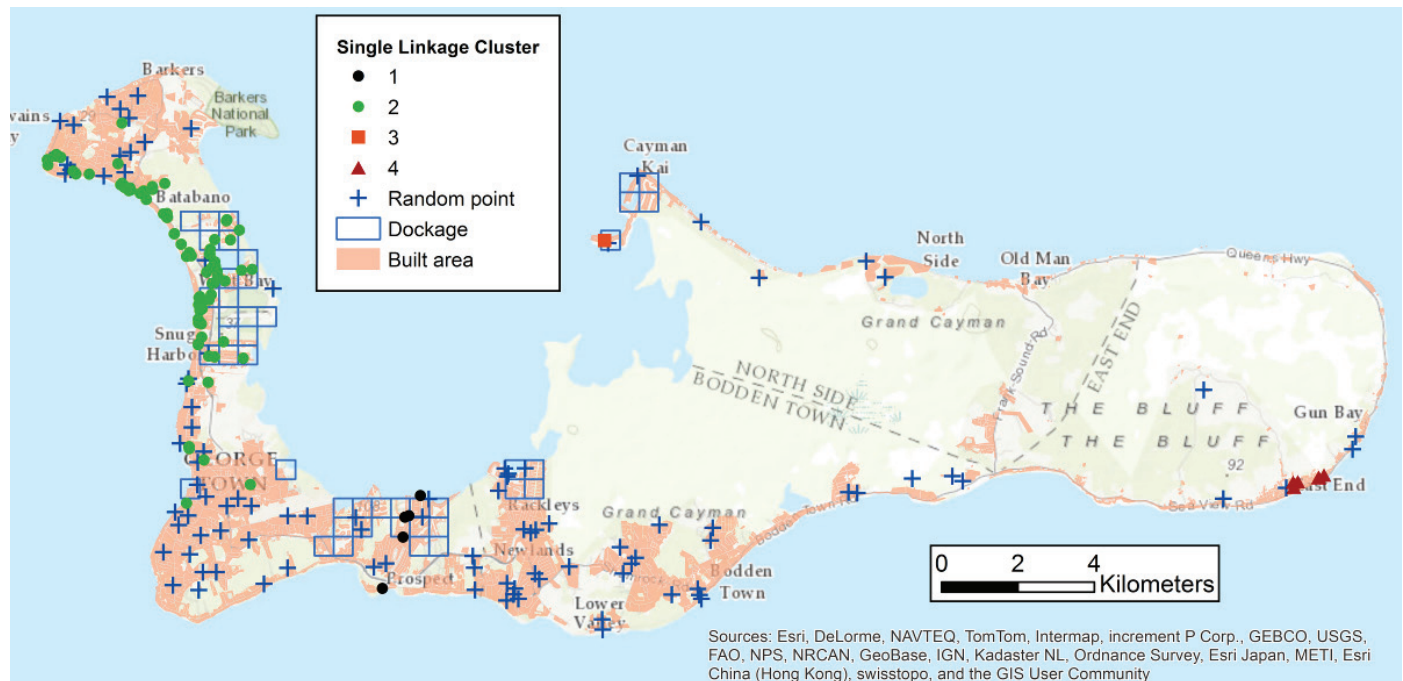 Single Linkage Cluster
1
2
3
4
Random point
Dockage
Built area
Barkers
Barkers
National
Park
29
Batabano
Snug
GEORGE
TOWN
108
Prospect
Rackleys
Newlands
Lower
Valley
Grand Cayman
Bodden
Town
Bodden Town
Cayman
Kai
North
Side
Old Man
Bay
Queens Hwy
Grand Cayman
NORTH SIDE
BODDEN TOWN
Frank-Sound-Rd
EAST END
THE BLUFF
THE BLUFF
Gun Bay
92
East End
Sea View Rd
0 2 4
Kilometers
Sources: Esri, DeLorme, NAVTEQ, TomTom, Intermap, increment P Corp., GEBCO, USGS,
FAO, NPS, NRCAN, GeoBase, IGN, Kadaster NL, Ordnance Survey, Esri Japan, METI, Esri
China (Hong Kong), swisstopo, and the GIS User Community